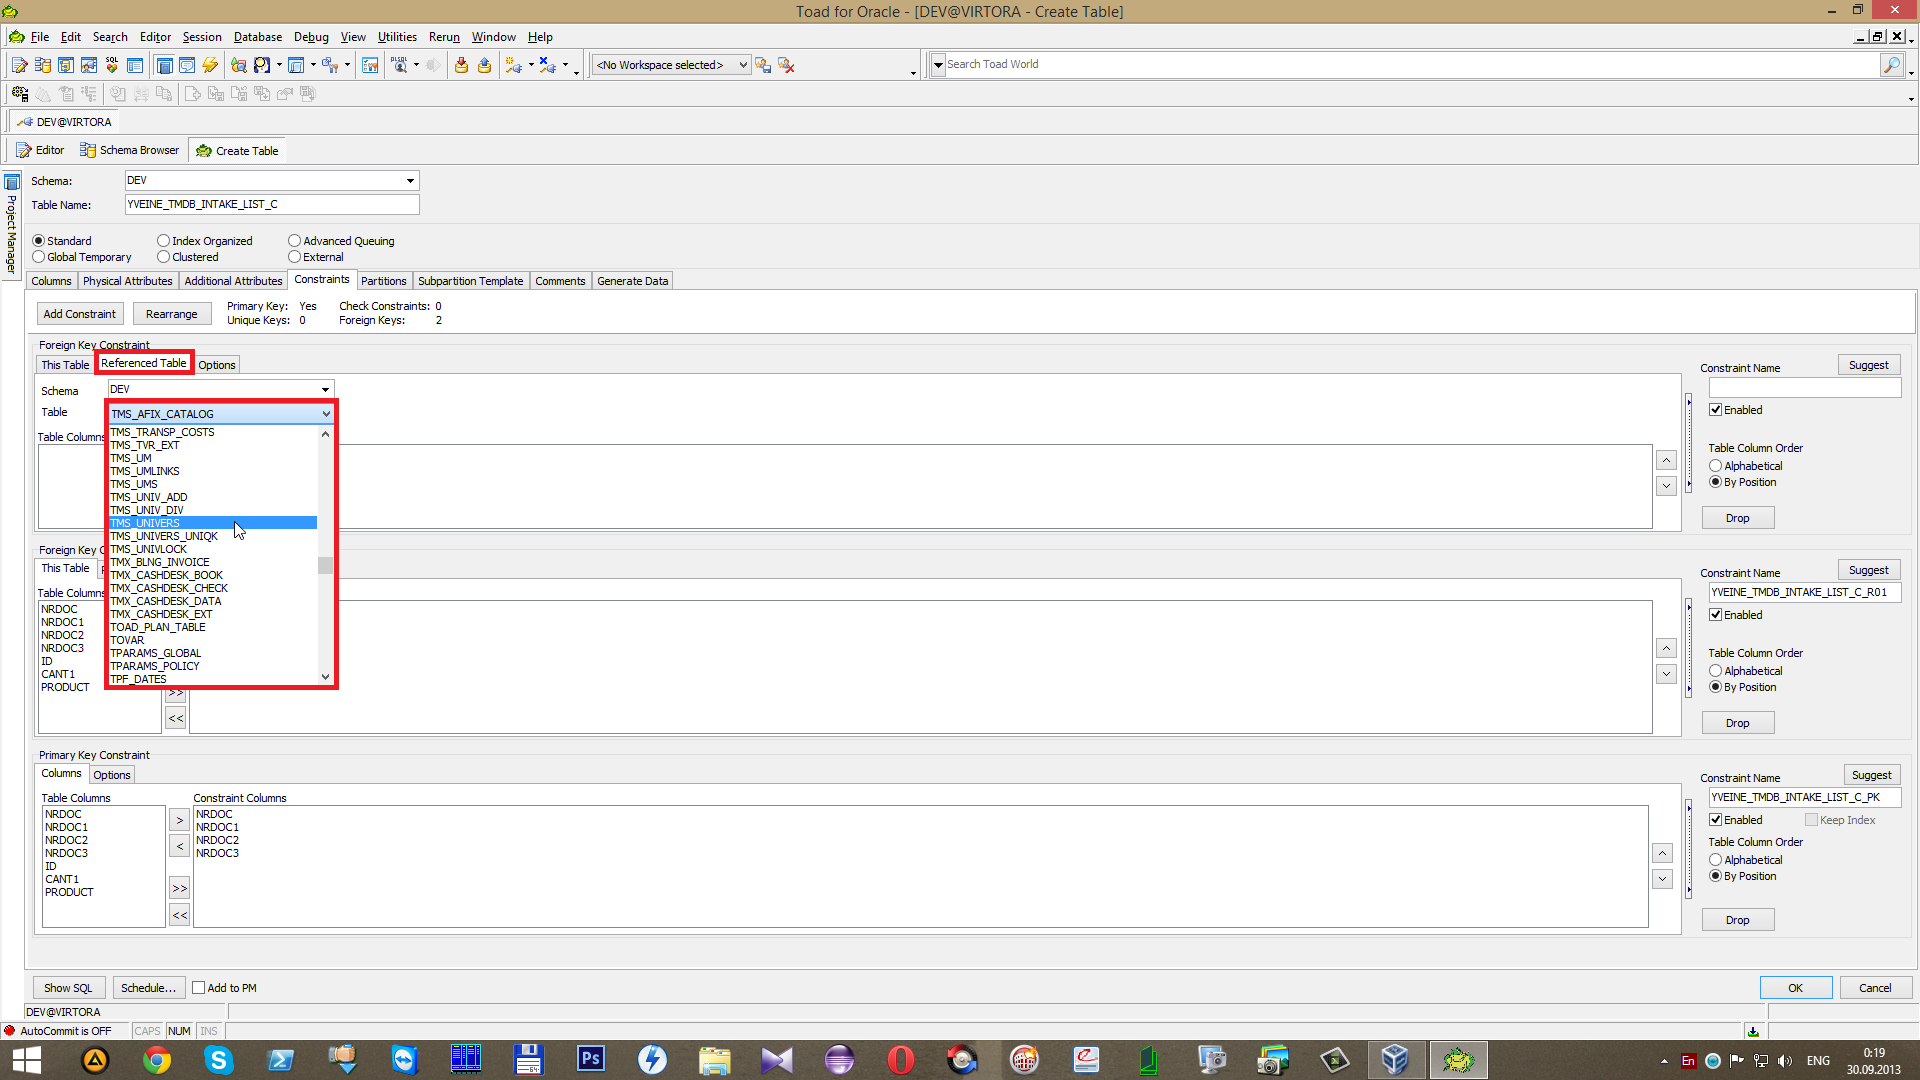 Toad for Oracle - [DEV@VIRTORA - Create Table]
File Edit Search Editor Session Database Debug View Utilities Rerun Window Help
SQL
PLSQL
<No Workspace selected>
Search Toad World
DEV@VIRTORA
Editor Schema Browser Create Table
Project Manager
Schema: DEV
Table Name: YVEINE_TMDB_INTAKE_LIST_C
Standard Index Organized Advanced Queuing
Global Temporary Clustered External
Columns Physical Attributes Additional Attributes Constraints Partitions Subpartition Template Comments Generate Data
Add Constraint Rearrange Primary Key: Yes Check Constraints: 0
Unique Keys: 0 Foreign Keys: 2
Foreign Key Constraint
This Table Referenced Table Options
Schema DEV
Table TMS_AFIX_CATALOG
Table Columns
TMS_TRANSP_COSTS
TMS_TVR_EXT
TMS_UM
TMS_UMLINKS
TMS_UMS
TMS_UNIV_ADD
TMS_UNIV_DIV
TMS_UNIVERS
TMS_UNIVERS_UNIQK
TMS_UNIVLOCK
TMX_BLNG_INVOICE
TMX_CASHDESK_BOOK
TMX_CASHDESK_CHECK
TMX_CASHDESK_DATA
TMX_CASHDESK_EXT
TOAD_PLAN_TABLE
TOVAR
TPARAMS_GLOBAL
TPARAMS_POLICY
TPF_DATES
Constraint Name Suggest
Enabled
Table Column Order
Alphabetical
By Position
Drop
Foreign Key C
This Table
Table Columns
NRDOC
NRDOC1
NRDOC2
NRDOC3
ID
CANT1
PRODUCT
>>
<<
Constraint Name Suggest
YVEINE_TMDB_INTAKE_LIST_C_R01
Enabled
Table Column Order
Alphabetical
By Position
Drop
Primary Key Constraint
Columns Options
Table Columns
NRDOC
NRDOC1
NRDOC2
NRDOC3
ID
CANT1
PRODUCT
>
<
>>
<<
Constraint Columns
NRDOC
NRDOC1
NRDOC2
NRDOC3
Constraint Name Suggest
YVEINE_TMDB_INTAKE_LIST_C_PK
Enabled Keep Index
Table Column Order
Alphabetical
By Position
Drop
Show SQL Schedule... Add to PM OK Cancel
DEV@VIRTORA
AutoCommit is OFF CAPS NUM INS
64
Ps
En ENG 0:19
30.09.2013